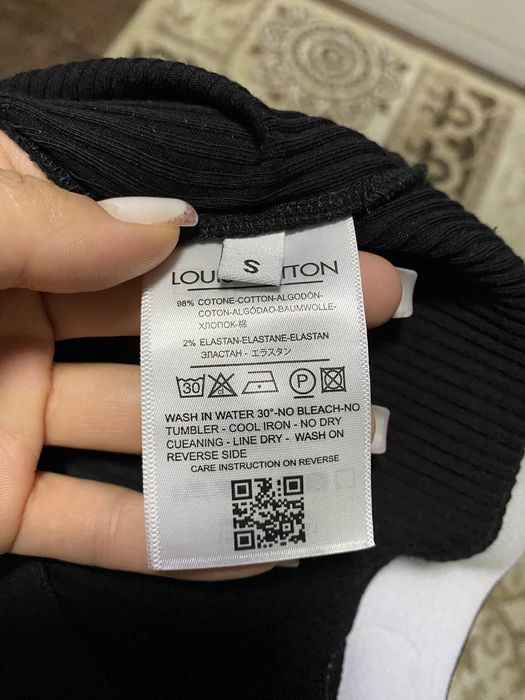 S
LOUIS VUITTON
98% COTONE-COTTON-ALGODÓN-
COTON-ALGODAO-BAUMWOLLE-
ХЛОПОК-棉
2% ELASTAN-ELASTANE-ELASTAN
ЭЛАСТАН - エラスタン
30 P
WASH IN WATER 30°-NO BLEACH-NO
TUMBLER - COOL IRON - NO DRY
CUEANING - LINE DRY - WASH ON
REVERSE SIDE
CARE INSTRUCTION ON REVERSE